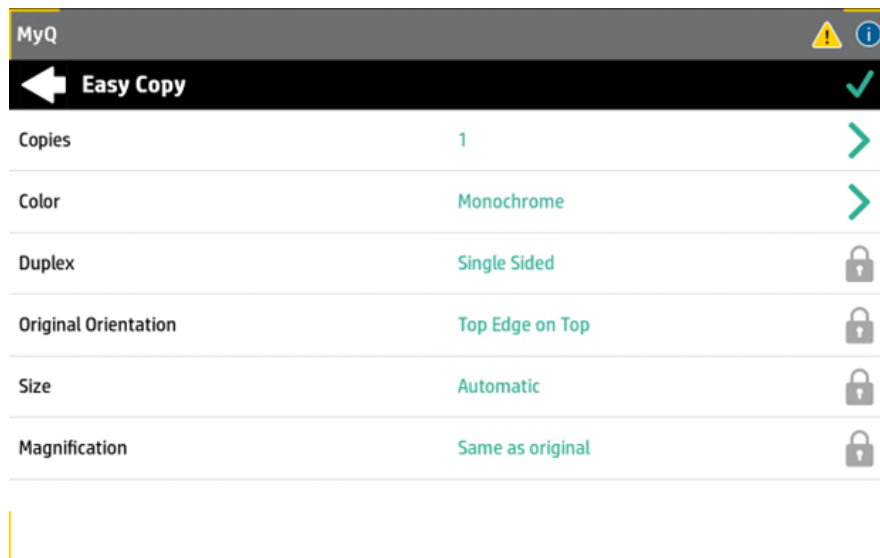 MyQ
Easy Copy
Copies 1
Color Monochrome
Duplex Single Sided
Original Orientation Top Edge on Top
Size Automatic
Magnification Same as original